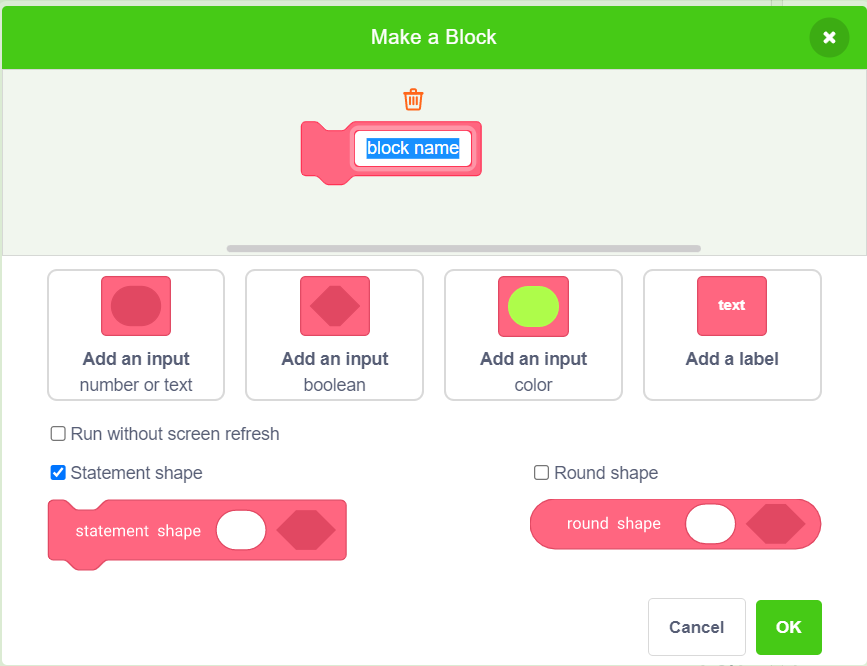 Make a Block
block name
text
Add an input
number or text
Add an input
boolean
Add an input
color
Add a label
Run without screen refresh
Statement shape
Round shape
statement shape
round shape
Cancel
OK